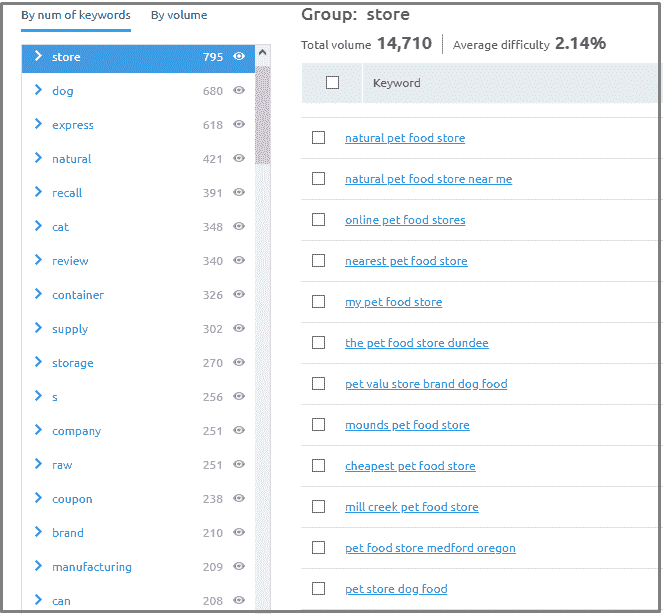 By num of keywords By volume
store 795
dog 680
express 618
natural 421
recall 391
cat 348
review 340
container 326
supply 302
storage 270
s 256
company 251
raw 251
coupon 238
brand 210
manufacturing 209
can 208
Group: store
Total volume 14,710 Average difficulty 2.14%
Keyword
natural pet food store
natural pet food store near me
online pet food stores
nearest pet food store
my pet food store
the pet food store dundee
pet valu store brand dog food
mounds pet food store
cheapest pet food store
mill creek pet food store
pet food store medford oregon
pet store dog food